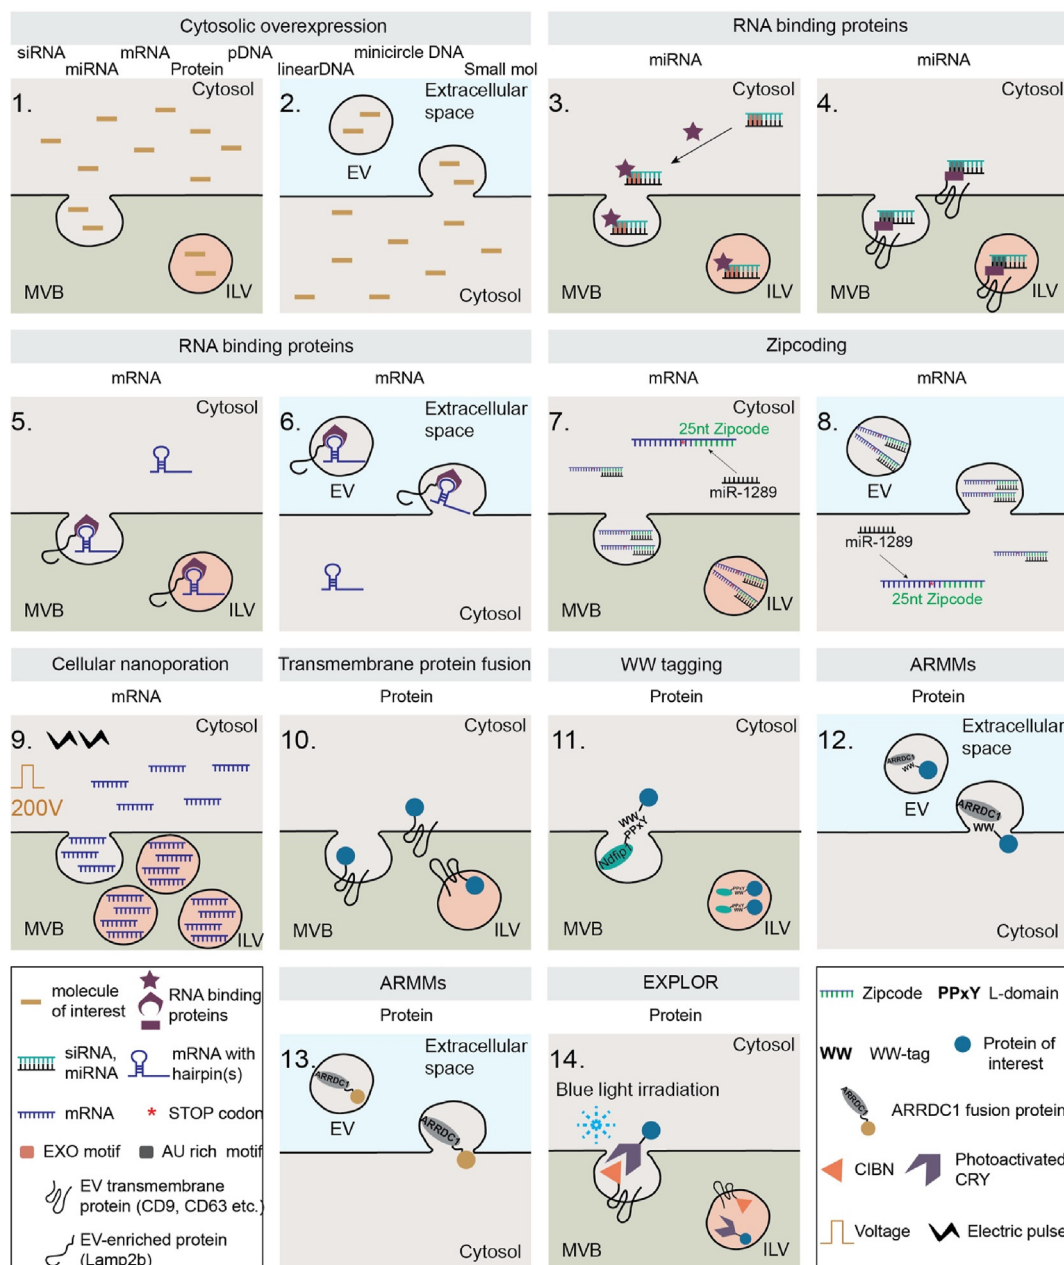 Cytosolic overexpression
RNA binding proteins
siRNA mRNA pDNA minicircle DNA
miRNA Protein linearDNA Small mol
miRNA
miRNA
1.
Cytosol
MVB
ILV
2.
Extracellular
space
EV
Cytosol
3.
Cytosol
MVB
ILV
4.
Cytosol
MVB
ILV
RNA binding proteins
Zipcoding
mRNA
mRNA
mRNA
mRNA
5.
Cytosol
MVB
ILV
6.
Extracellular
space
EV
Cytosol
7.
Cytosol
25nt Zipcode
miR-1289
MVB
ILV
8.
EV
miR-1289
25nt Zipcode
Cellular nanoporation
Transmembrane protein fusion
WW tagging
ARMMs
mRNA
Protein
Protein
Protein
9.
Cytosol
200V
MVB
ILV
10.
Cytosol
MVB
ILV
11.
Cytosol
WW
PPxY
Ndfip1
PPxY
WW
PPxY
WW
MVB
ILV
12.
Extracellular
space
ARRDC1
WW
EV
ARRDC1
WW
Cytosol
molecule
of interest
RNA binding
proteins
siRNA,
miRNA
mRNA with
hairpin(s)
mRNA
* STOP codon
EXO motif
AU rich motif
EV transmembrane
protein (CD9, CD63 etc.)
EV-enriched protein
(Lamp2b)
ARMMs
Protein
13.
Extracellular
space
ARRDC1
EV
ARRDC1
Cytosol
EXPLOR
Protein
14.
Cytosol
Blue light irradiation
MVB
ILV
Zipcode
PPxY L-domain
WW WW-tag
Protein of
interest
ARRDC1
ARRDC1 fusion protein
CIBN
Photoactivated
CRY
Voltage
Electric pulse